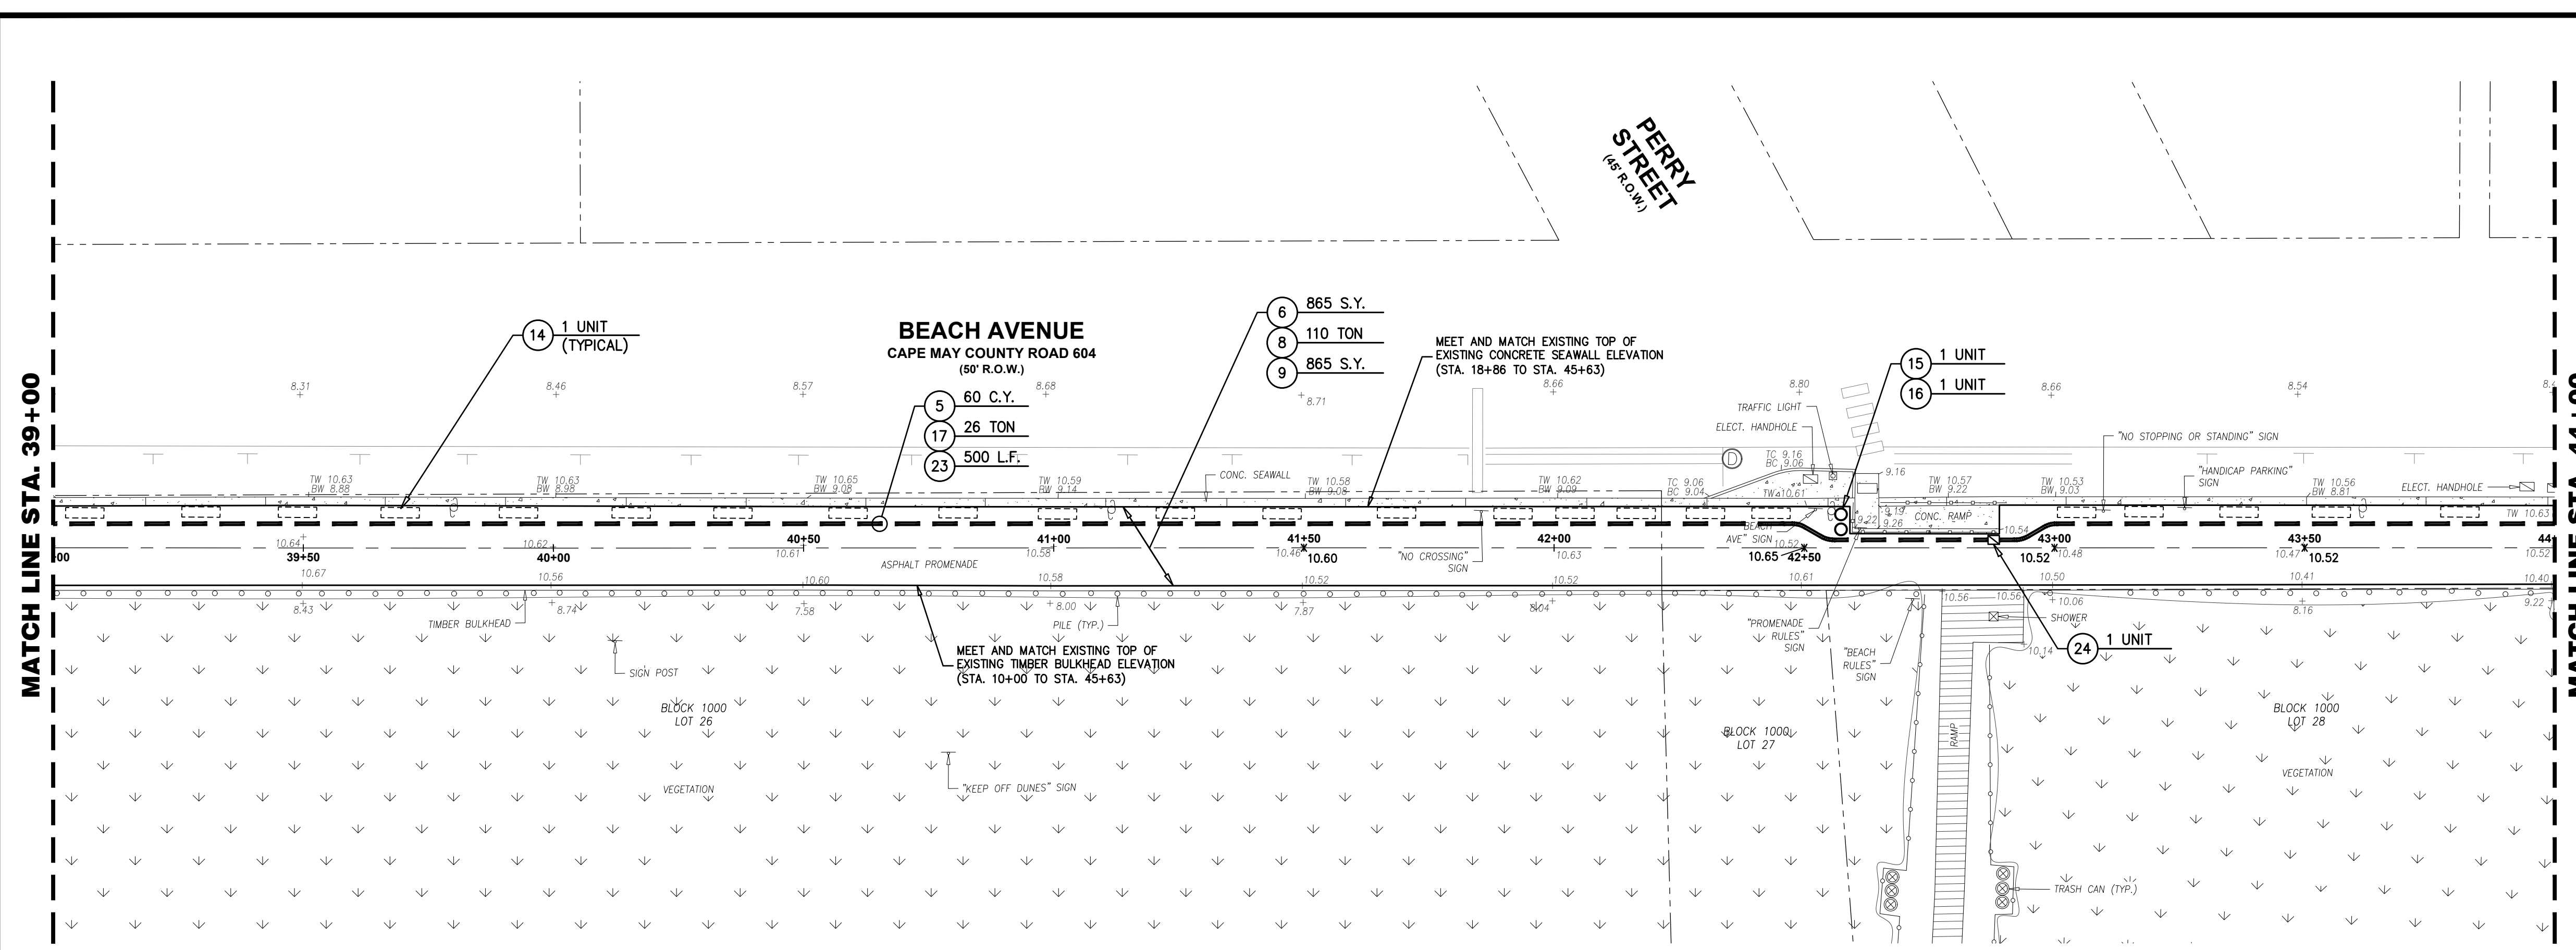 PERRY
STREET
(45' R.O.W.)
MATCH LINE STA. 39+00
14
1 UNIT
(TYPICAL)
BEACH AVENUE
CAPE MAY COUNTY ROAD 604
(50' R.O.W.)
5
60 C.Y.
17
26 TON
23
500 L.F.
6
865 S.Y.
8
110 TON
9
865 S.Y.
MEET AND MATCH EXISTING TOP OF
EXISTING CONCRETE SEAWALL ELEVATION
(STA. 18+86 TO STA. 45+63)
15
1 UNIT
16
1 UNIT
8.31
8.46
8.57
8.68
8.71
8.66
8.80
8.66
8.54
TRAFFIC LIGHT
ELECT. HANDHOLE
"NO STOPPING OR STANDING" SIGN
"HANDICAP PARKING"
SIGN
ELECT. HANDHOLE
CONC. SEAWALL
D
TC 9.16
BC 9.06
9.16
TW 10.63
BW 8.88
TW 10.63
BW 8.98
TW 10.65
BW 9.08
TW 10.59
BW 9.14
TW 10.58
BW 9.08
TW 10.62
BW 9.09
TC 9.06
BC 9.04
TW 10.61
TW 10.57
BW 9.22
TW 10.53
BW 9.03
TW 10.56
BW 8.81
TW 10.63
9.19
9.22
9.26
CONC. RAMP
10.54
"BEACH
AVE" SIGN
"NO CROSSING"
SIGN
00
39+50
40+00
40+50
41+00
41+50
42+00
42+50
43+00
43+50
44+
10.64
10.62
10.61
10.58
10.46
10.60
10.63
10.52
10.65
10.52
10.48
10.47
10.52
10.52
ASPHALT PROMENADE
10.67
10.56
10.60
10.58
10.52
10.52
10.61
10.50
10.41
10.40
8.43
8.74
7.58
8.00
7.87
8.04
10.56
10.56
10.06
8.16
9.22
TIMBER BULKHEAD
PILE (TYP.)
"PROMENADE
RULES"
SIGN
"BEACH
RULES"
SIGN
SHOWER
10.14
24
1 UNIT
MEET AND MATCH EXISTING TOP OF
EXISTING TIMBER BULKHEAD ELEVATION
(STA. 10+00 TO STA. 45+63)
SIGN POST
BLOCK 1000
LOT 26
BLOCK 1000
LOT 27
BLOCK 1000
LOT 28
RAMP
VEGETATION
"KEEP OFF DUNES" SIGN
VEGETATION
TRASH CAN (TYP.)